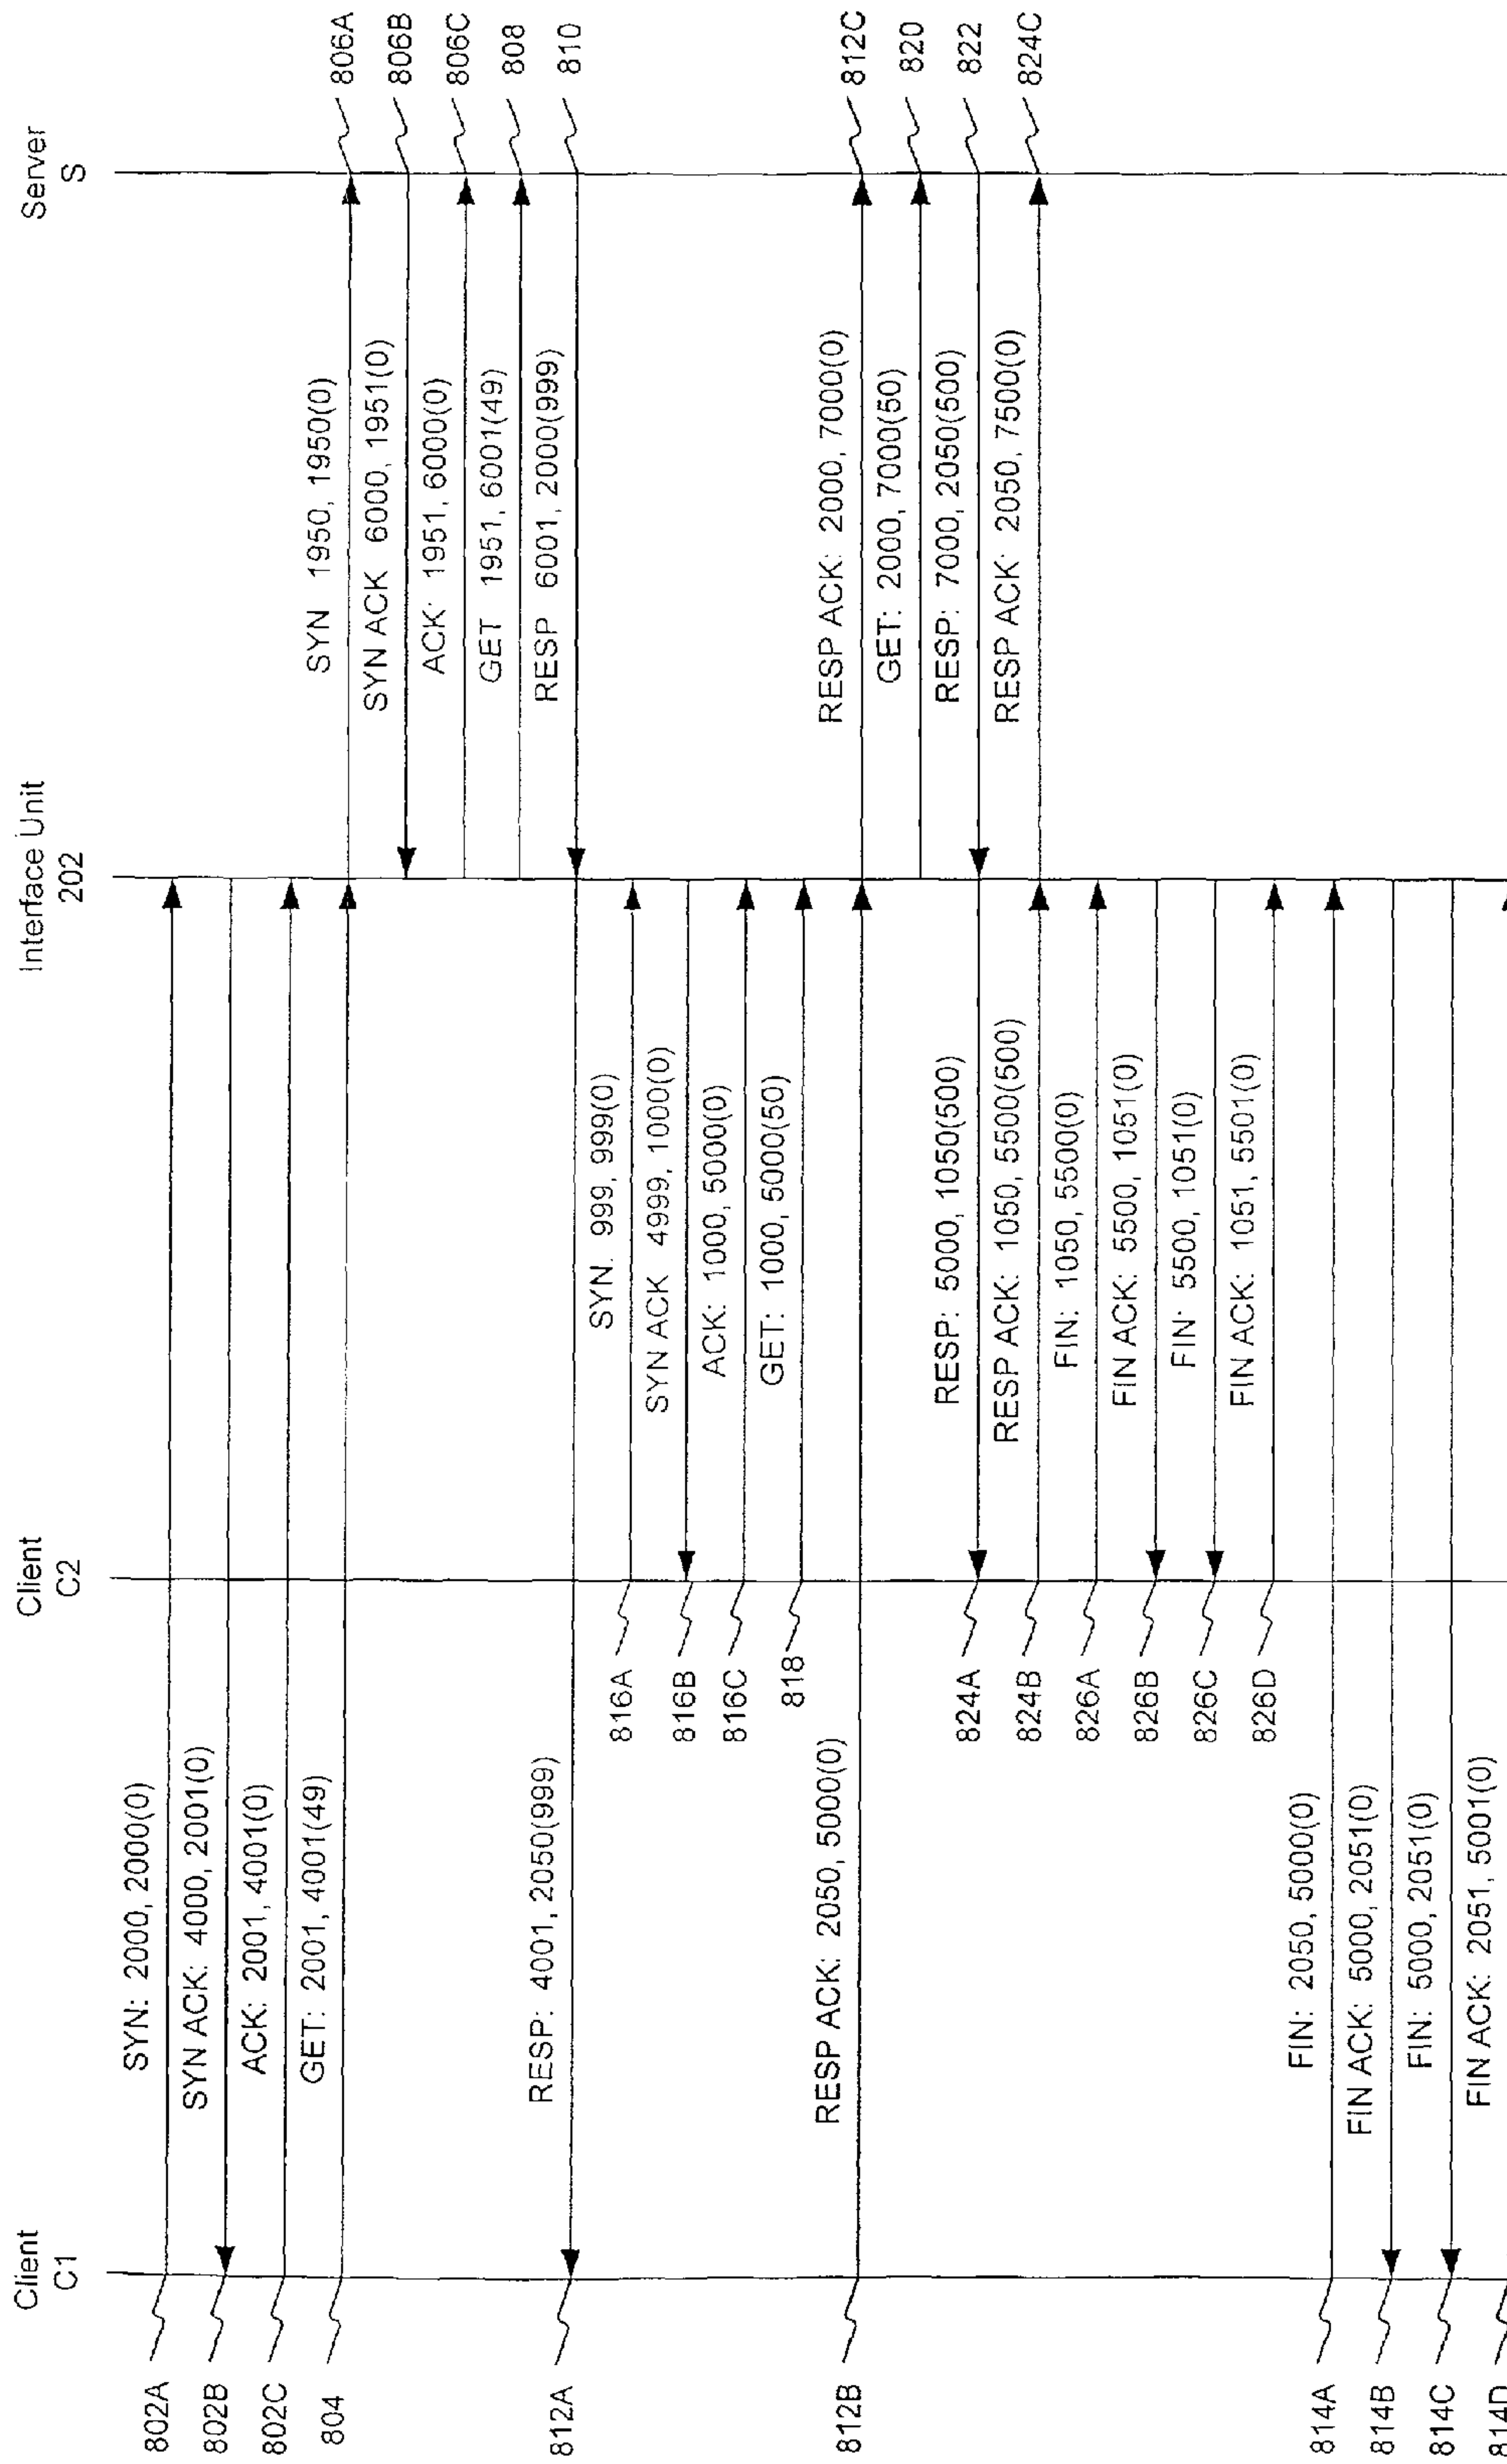 Client
C1
Client
C2
Interface Unit
202
Server
S
802A
SYN: 2000, 2000(0)
802B
SYN ACK: 4000, 2001(0)
802C
ACK: 2001, 4001(0)
804
GET: 2001, 4001(49)
SYN 1950, 1950(0)
806A
SYN ACK 6000, 1951(0)
806B
ACK: 1951, 6000(0)
806C
GET 1951, 6001(49)
808
RESP 6001, 2000(999)
810
812A
RESP: 4001, 2050(999)
816A
SYN. 999, 999(0)
816B
SYN ACK 4999, 1000(0)
816C
ACK: 1000, 5000(0)
818
GET: 1000, 5000(50)
812B
RESP ACK: 2050, 5000(0)
RESP ACK: 2000, 7000(0)
812C
GET: 2000, 7000(50)
820
RESP: 7000, 2050(500)
822
RESP ACK: 2050, 7500(0)
824C
824A
RESP: 5000, 1050(500)
824B
RESP ACK: 1050, 5500(500)
826A
FIN: 1050, 5500(0)
826B
FIN ACK: 5500, 1051(0)
826C
FIN: 5500, 1051(0)
826D
FIN ACK: 1051, 5501(0)
814A
FIN: 2050, 5000(0)
814B
FIN ACK: 5000, 2051(0)
814C
FIN: 5000, 2051(0)
814D
FIN ACK: 2051, 5001(0)